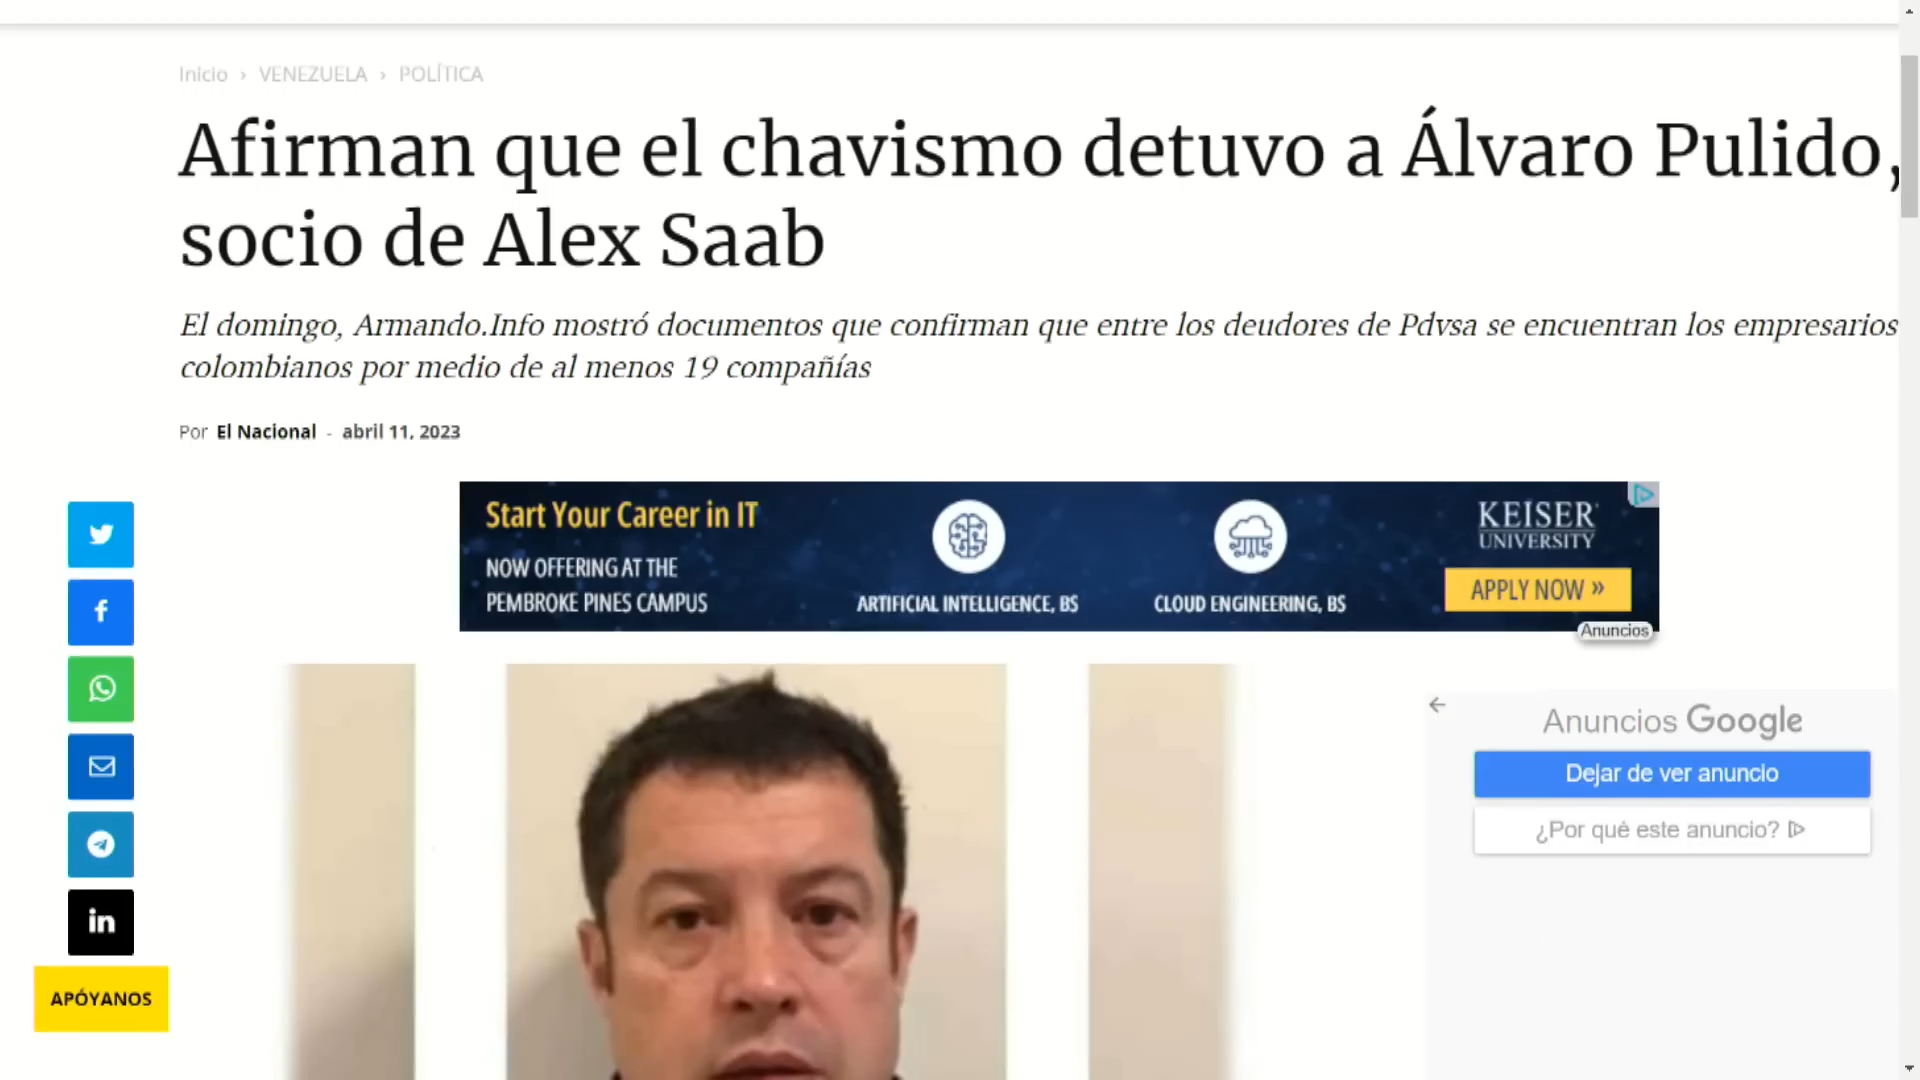 Inicio › VENEZUELA › POLÍTICA
Afirman que el chavismo detuvo a Álvaro Pulido,
socio de Alex Saab
El domingo, Armando.Info mostró documentos que confirman que entre los deudores de Pdvsa se encuentran los empresarios
colombianos por medio de al menos 19 compañías
Por El Nacional - abril 11, 2023
Start Your Career in IT
NOW OFFERING AT THE
PEMBROKE PINES CAMPUS
ARTIFICIAL INTELLIGENCE, BS
CLOUD ENGINEERING, BS
KEISER
UNIVERSITY
APPLY NOW »
Anuncios
Anuncios Google
Dejar de ver anuncio
¿Por qué este anuncio?
APÓYANOS